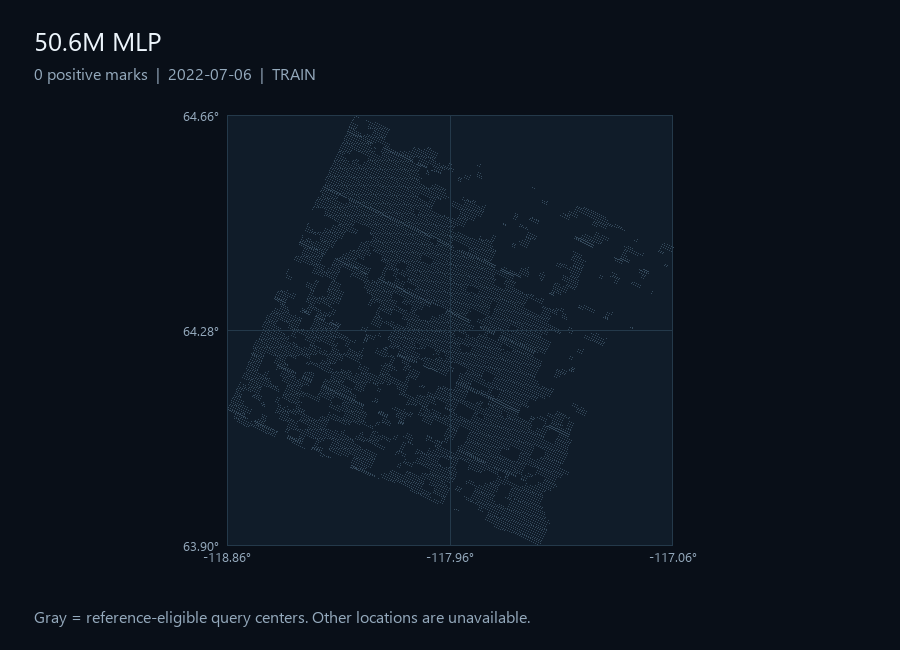 50.6M MLP
0 positive marks | 2022-07-06 | TRAIN
64.66°
64.28°
63.90°
-118.86°
-117.96°
-117.06°
Gray = reference-eligible query centers. Other locations are unavailable.